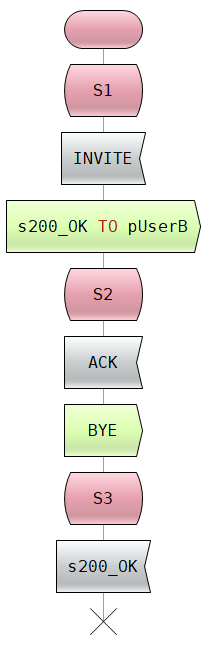 S1
INVITE
s200_OK TO pUserB
S2
ACK
BYE
S3
s200_OK